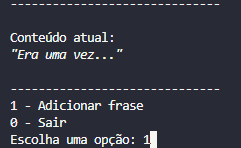 --------------------------------
Conteúdo atual:
"Era uma vez..."
--------------------------------
1 - Adicionar frase
0 - Sair
Escolha uma opção: 1